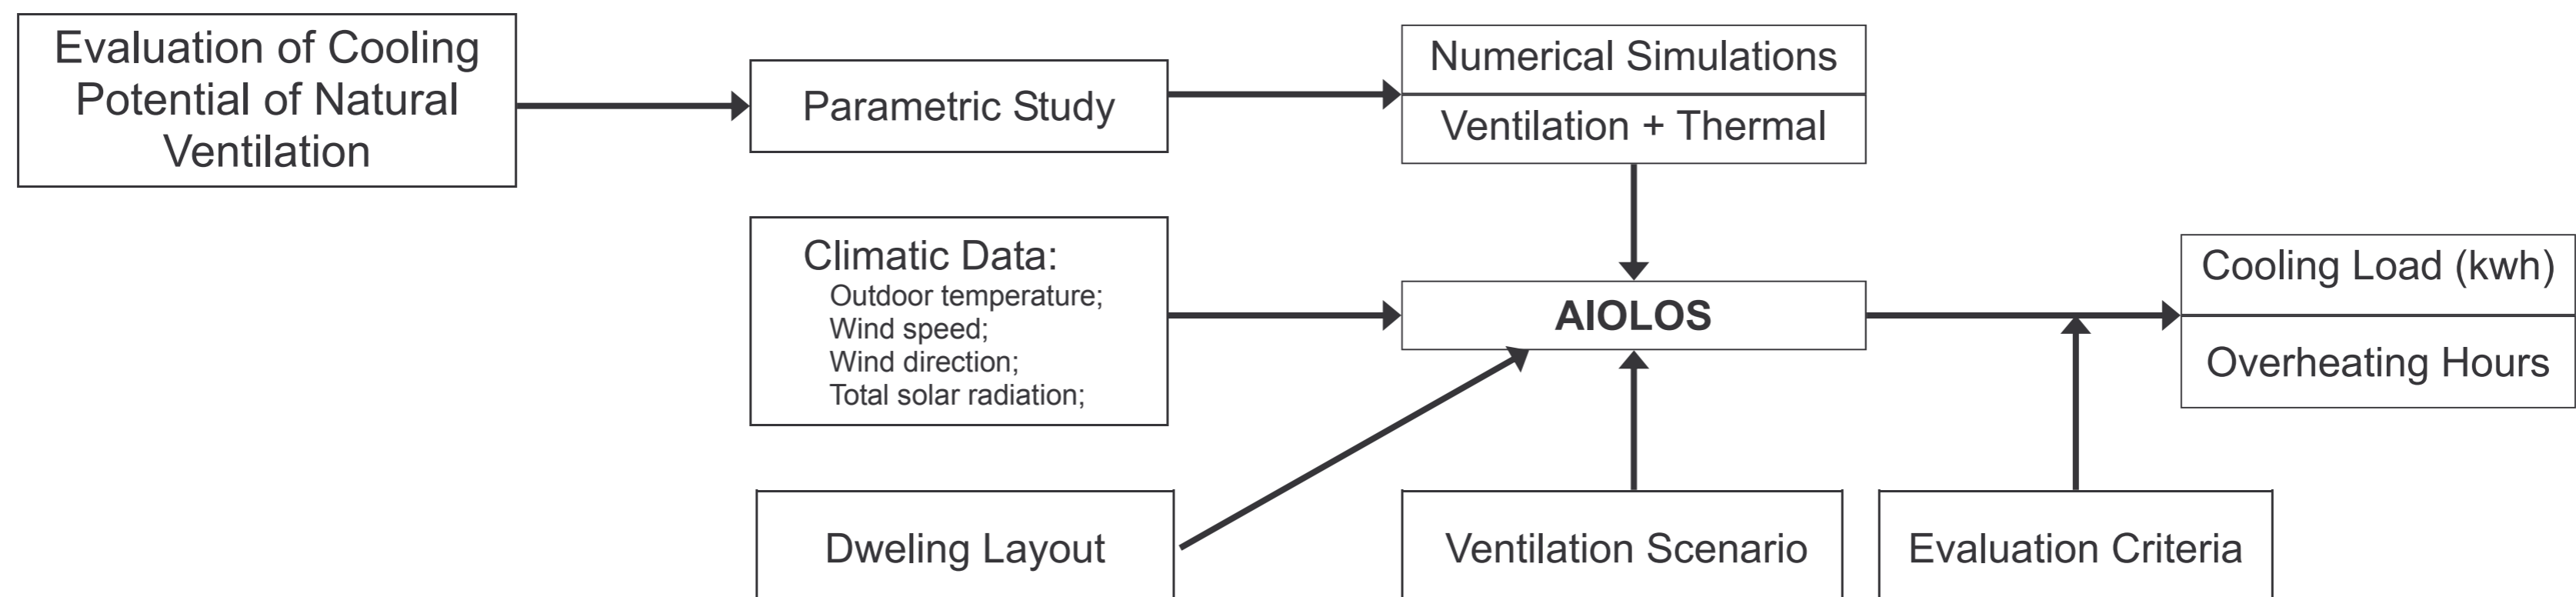 Evaluation of Cooling
Potential of Natural
Ventilation
Parametric Study
Numerical Simulations
Ventilation + Thermal
Climatic Data:
Outdoor temperature;
Wind speed;
Wind direction;
Total solar radiation;
AIOLOS
Cooling Load (kwh)
Overheating Hours
Dweling Layout
Ventilation Scenario
Evaluation Criteria